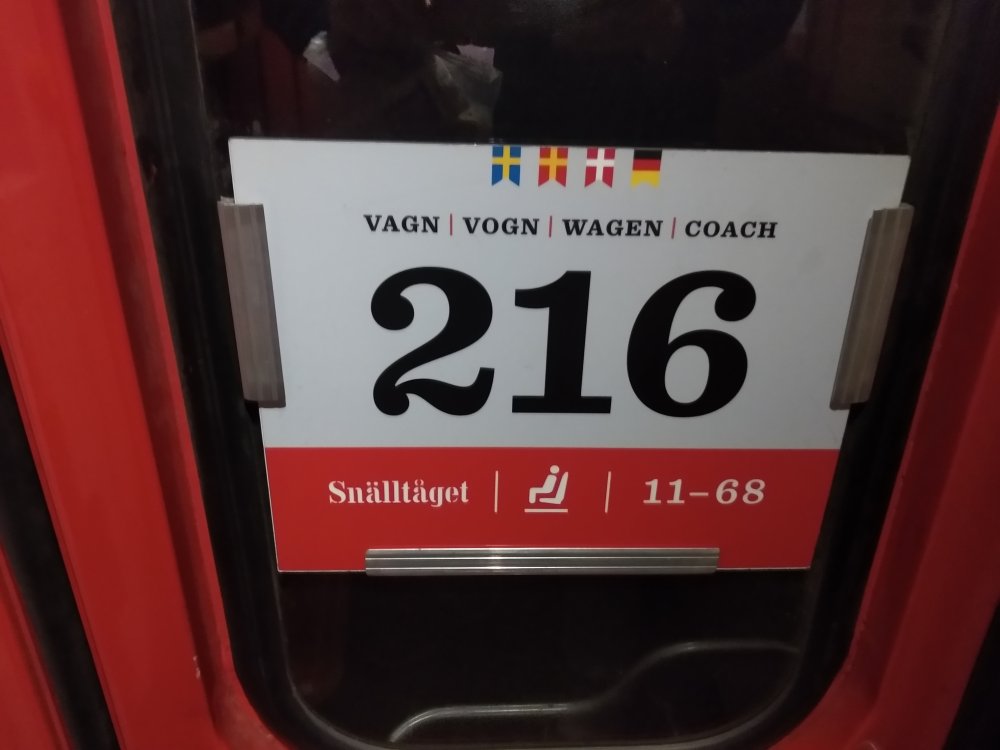 VAGN | VOGN | WAGEN | COACH
216
Snälltåget | 11–68